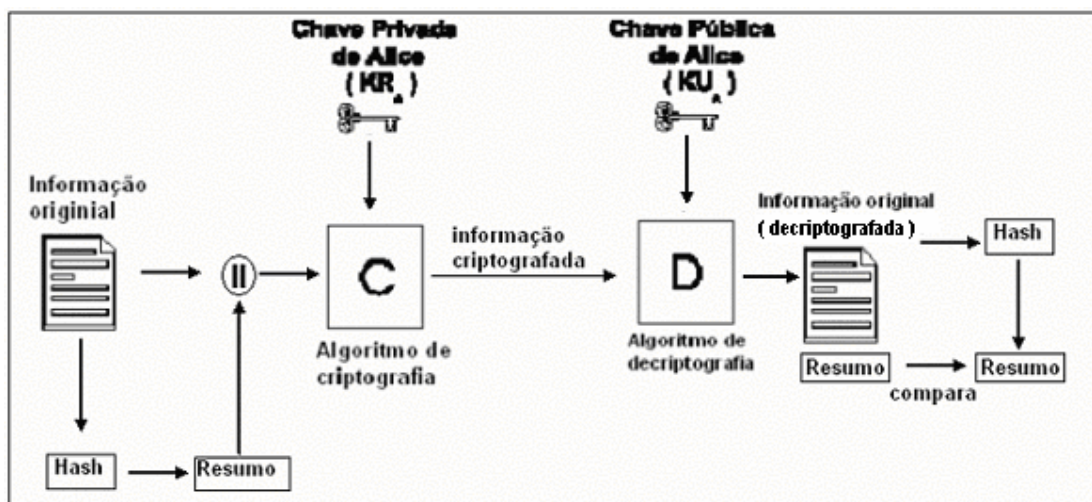 Chave Privada
de Alice
( KR A )
Chave Pública
de Alice
( KU A )
Informação
originial
||
C
Algoritmo de
criptografia
informação
criptografada
D
Algoritmo de
decriptografia
Informação original
( decriptografada )
Hash
Resumo
compara
Resumo
Hash
Resumo